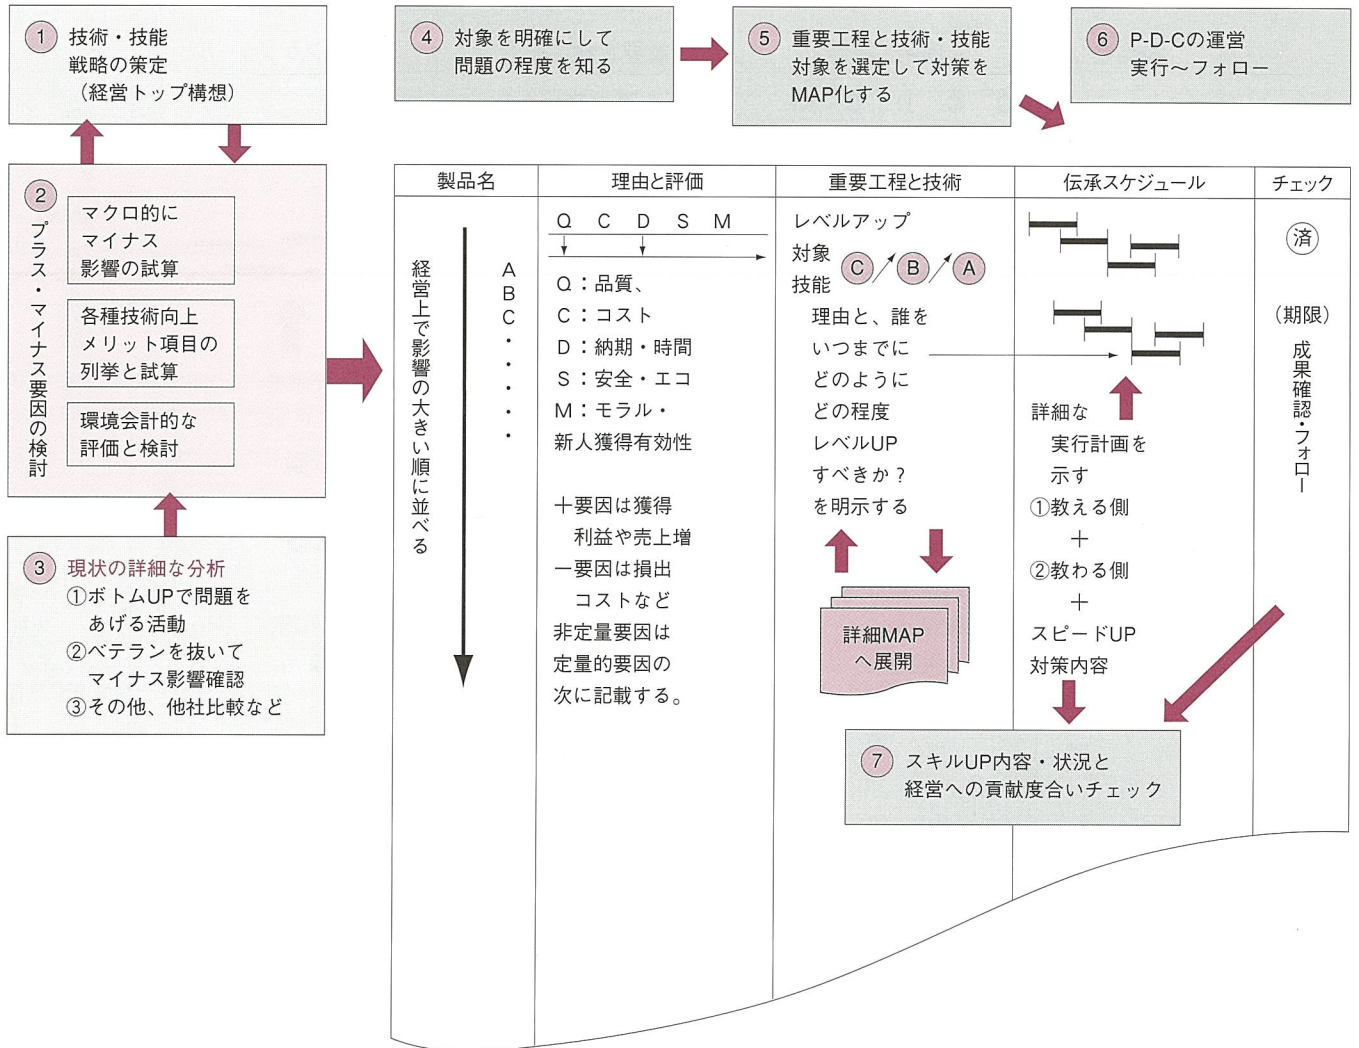 ① 技術・技能
戦略の策定
（経営トップ構想）
② プラス・マイナス要因の検討
マクロ的に
マイナス
影響の試算
各種技術向上
メリット項目の
列挙と試算
環境会計的な
評価と検討
③ 現状の詳細な分析
①ボトムUPで問題を
あげる活動
②ベテランを抜いて
マイナス影響確認
③その他、他社比較など
④ 対象を明確にして
問題の程度を知る
⑤ 重要工程と技術・技能
対象を選定して対策を
MAP化する
⑥ P-D-Cの運営
実行～フォロー
製品名
経営上で影響の大きい順に並べる
A
B
C
・
・
・
・
・
理由と評価
Q C D S M
Q：品質、
C：コスト
D：納期・時間
S：安全・エコ
M：モラル・
新人獲得有効性
＋要因は獲得
利益や売上増
－要因は損出
コストなど
非定量要因は
定量的要因の
次に記載する。
重要工程と技術
レベルアップ
対象
技能
Ⓒ Ⓑ Ⓐ
理由と、誰を
いつまでに
どのように
どの程度
レベルUP
すべきか？
を明示する
詳細MAP
へ展開
伝承スケジュール
詳細な
実行計画を
示す
①教える側
＋
②教わる側
＋
スピードUP
対策内容
チェック
済
（期限）
成果確認・フォロー
⑦ スキルUP内容・状況と
経営への貢献度合いチェック